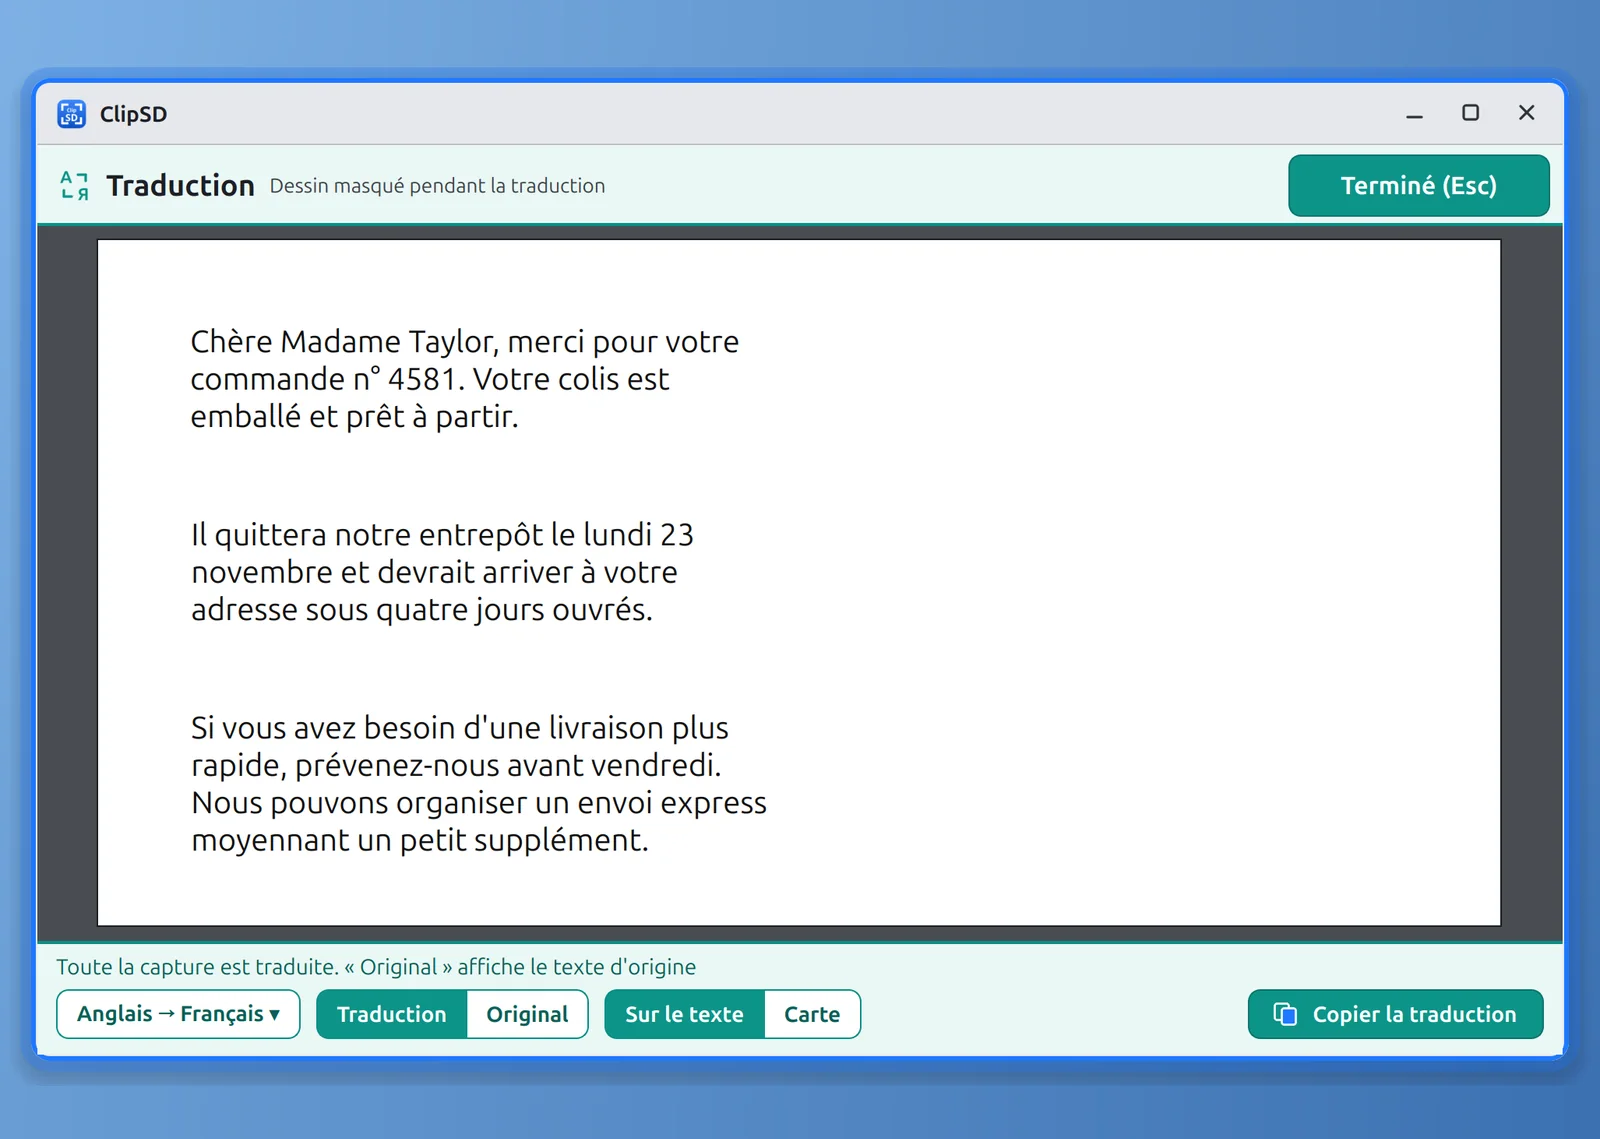 ClipSD
Traduction
Dessin masqué pendant la traduction
Terminé (Esc)
Chère Madame Taylor, merci pour votre
commande n° 4581. Votre colis est
emballé et prêt à partir.
Il quittera notre entrepôt le lundi 23
novembre et devrait arriver à votre
adresse sous quatre jours ouvrés.
Si vous avez besoin d'une livraison plus
rapide, prévenez-nous avant vendredi.
Nous pouvons organiser un envoi express
moyennant un petit supplément.
Toute la capture est traduite. « Original » affiche le texte d'origine
Anglais → Français ▾
Traduction
Original
Sur le texte
Carte
Copier la traduction